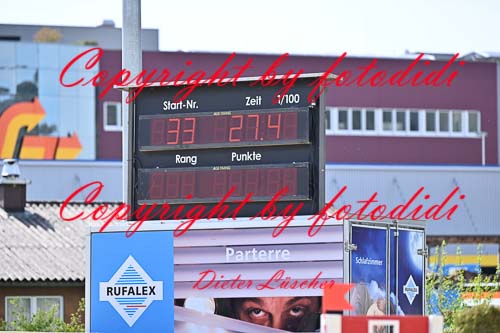 Copyright by fotodidi
Start-Nr. Zeit 1/100
33 27.4
Rang Punkte
Copyright by fotodidi
Parterre
Dieter Lüscher
RUFALEX
Schlafzimmer